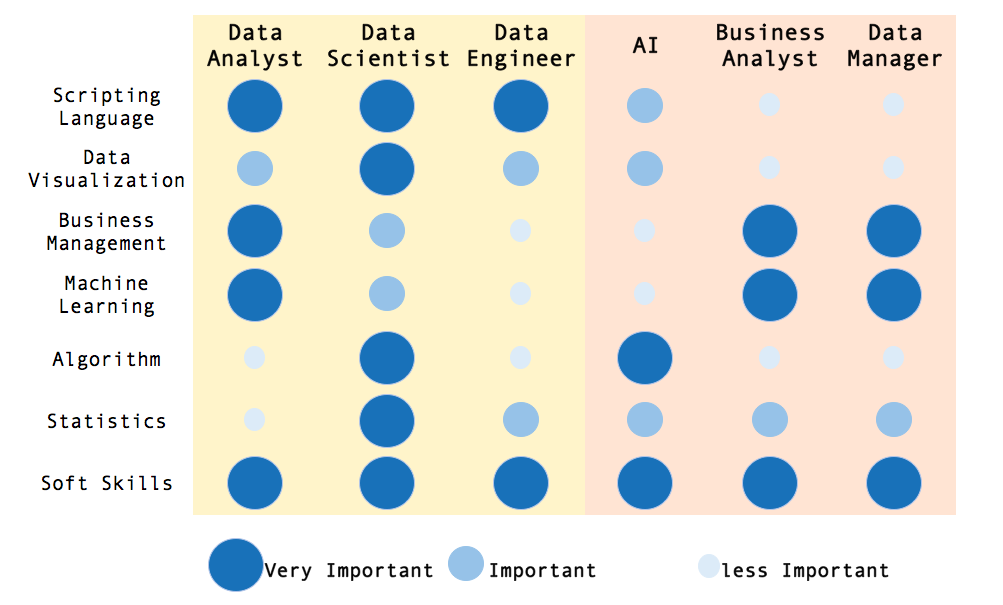 Data Analyst
Data Scientist
Data Engineer
AI
Business Analyst
Data Manager
Scripting
Language
Data
Visualization
Business
Management
Machine
Learning
Algorithm
Statistics
Soft Skills
Very Important
Important
less Important